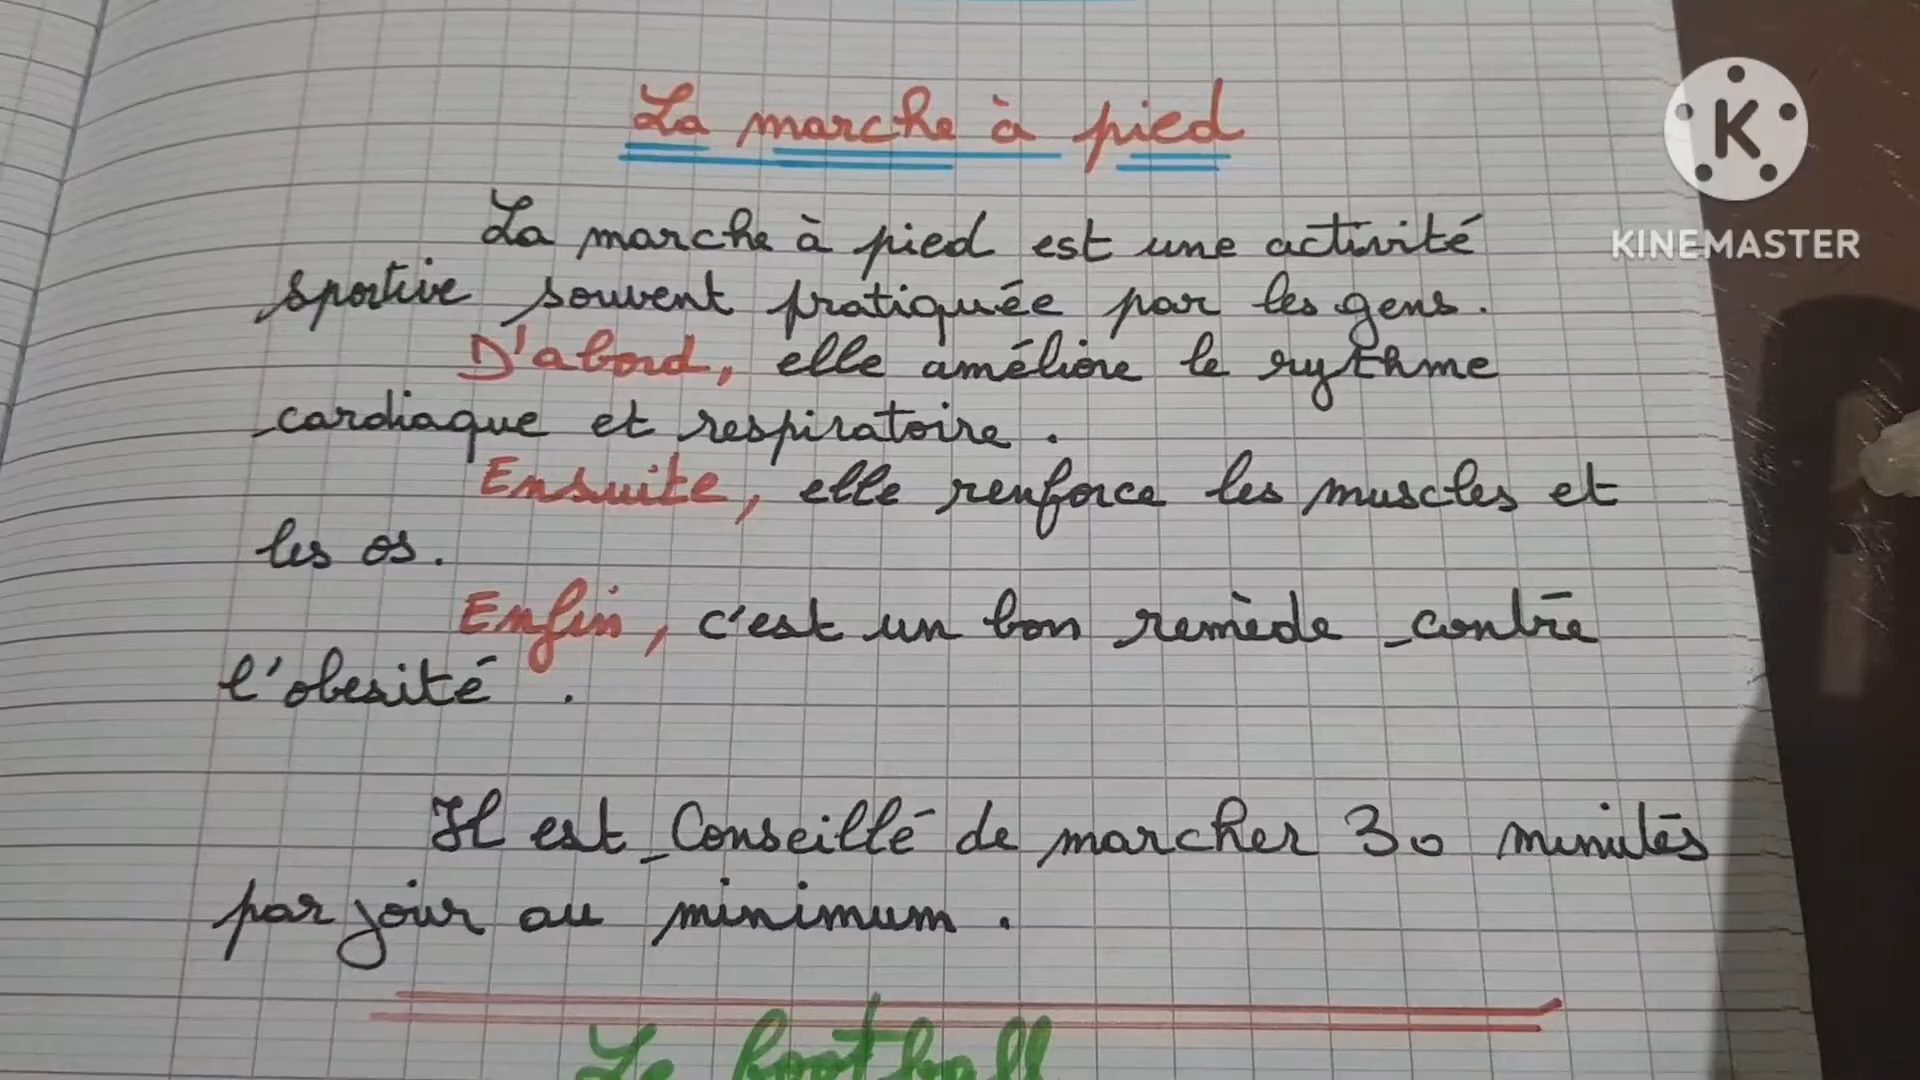 La marche à pied
La marche à pied est une activité
sportive souvent pratiquée par les gens.
D'abord, elle améliore le rythme
cardiaque et respiratoire.
Ensuite, elle renforce les muscles et
les os.
Enfin, c'est un bon remède contre
l'obesité.
Il est Conseillé de marcher 30 minutes
par jour au minimum.
Le football
K
KINEMASTER